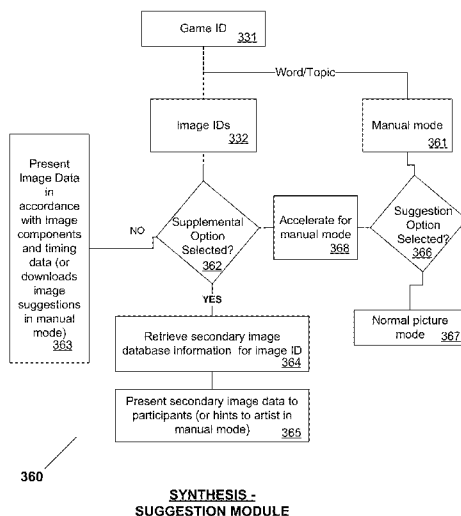 Game ID
331
Word/Topic
Image IDs
332
Manual mode
361
Present
Image Data
in
accordance
with Image
components
and timing
data (or
downloads
image
suggestions
in manual
mode)
363
NO
Supplemental
Option
Selected?
362
Accelerate for
manual mode
368
Suggestion
Option
Selected?
366
YES
Normal picture
mode
367
Retrieve secondary image
database information for image ID
364
Present secondary image data to
participants (or hints to artist in
manual mode)
365
360
SYNTHESIS -
SUGGESTION MODULE